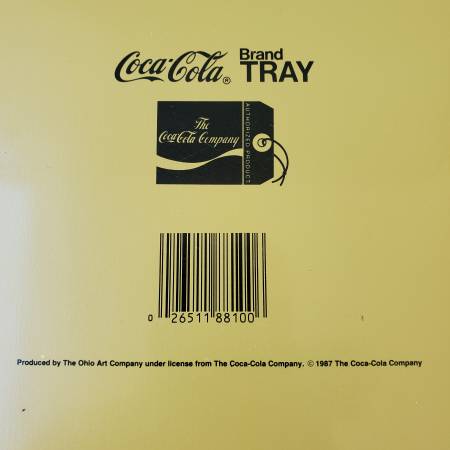 Coca-Cola® Brand TRAY
The
Coca-Cola Company
AUTHORIZED PRODUCT
0 26511 88100
Produced by The Ohio Art Company under license from The Coca-Cola Company. © 1987 The Coca-Cola Company